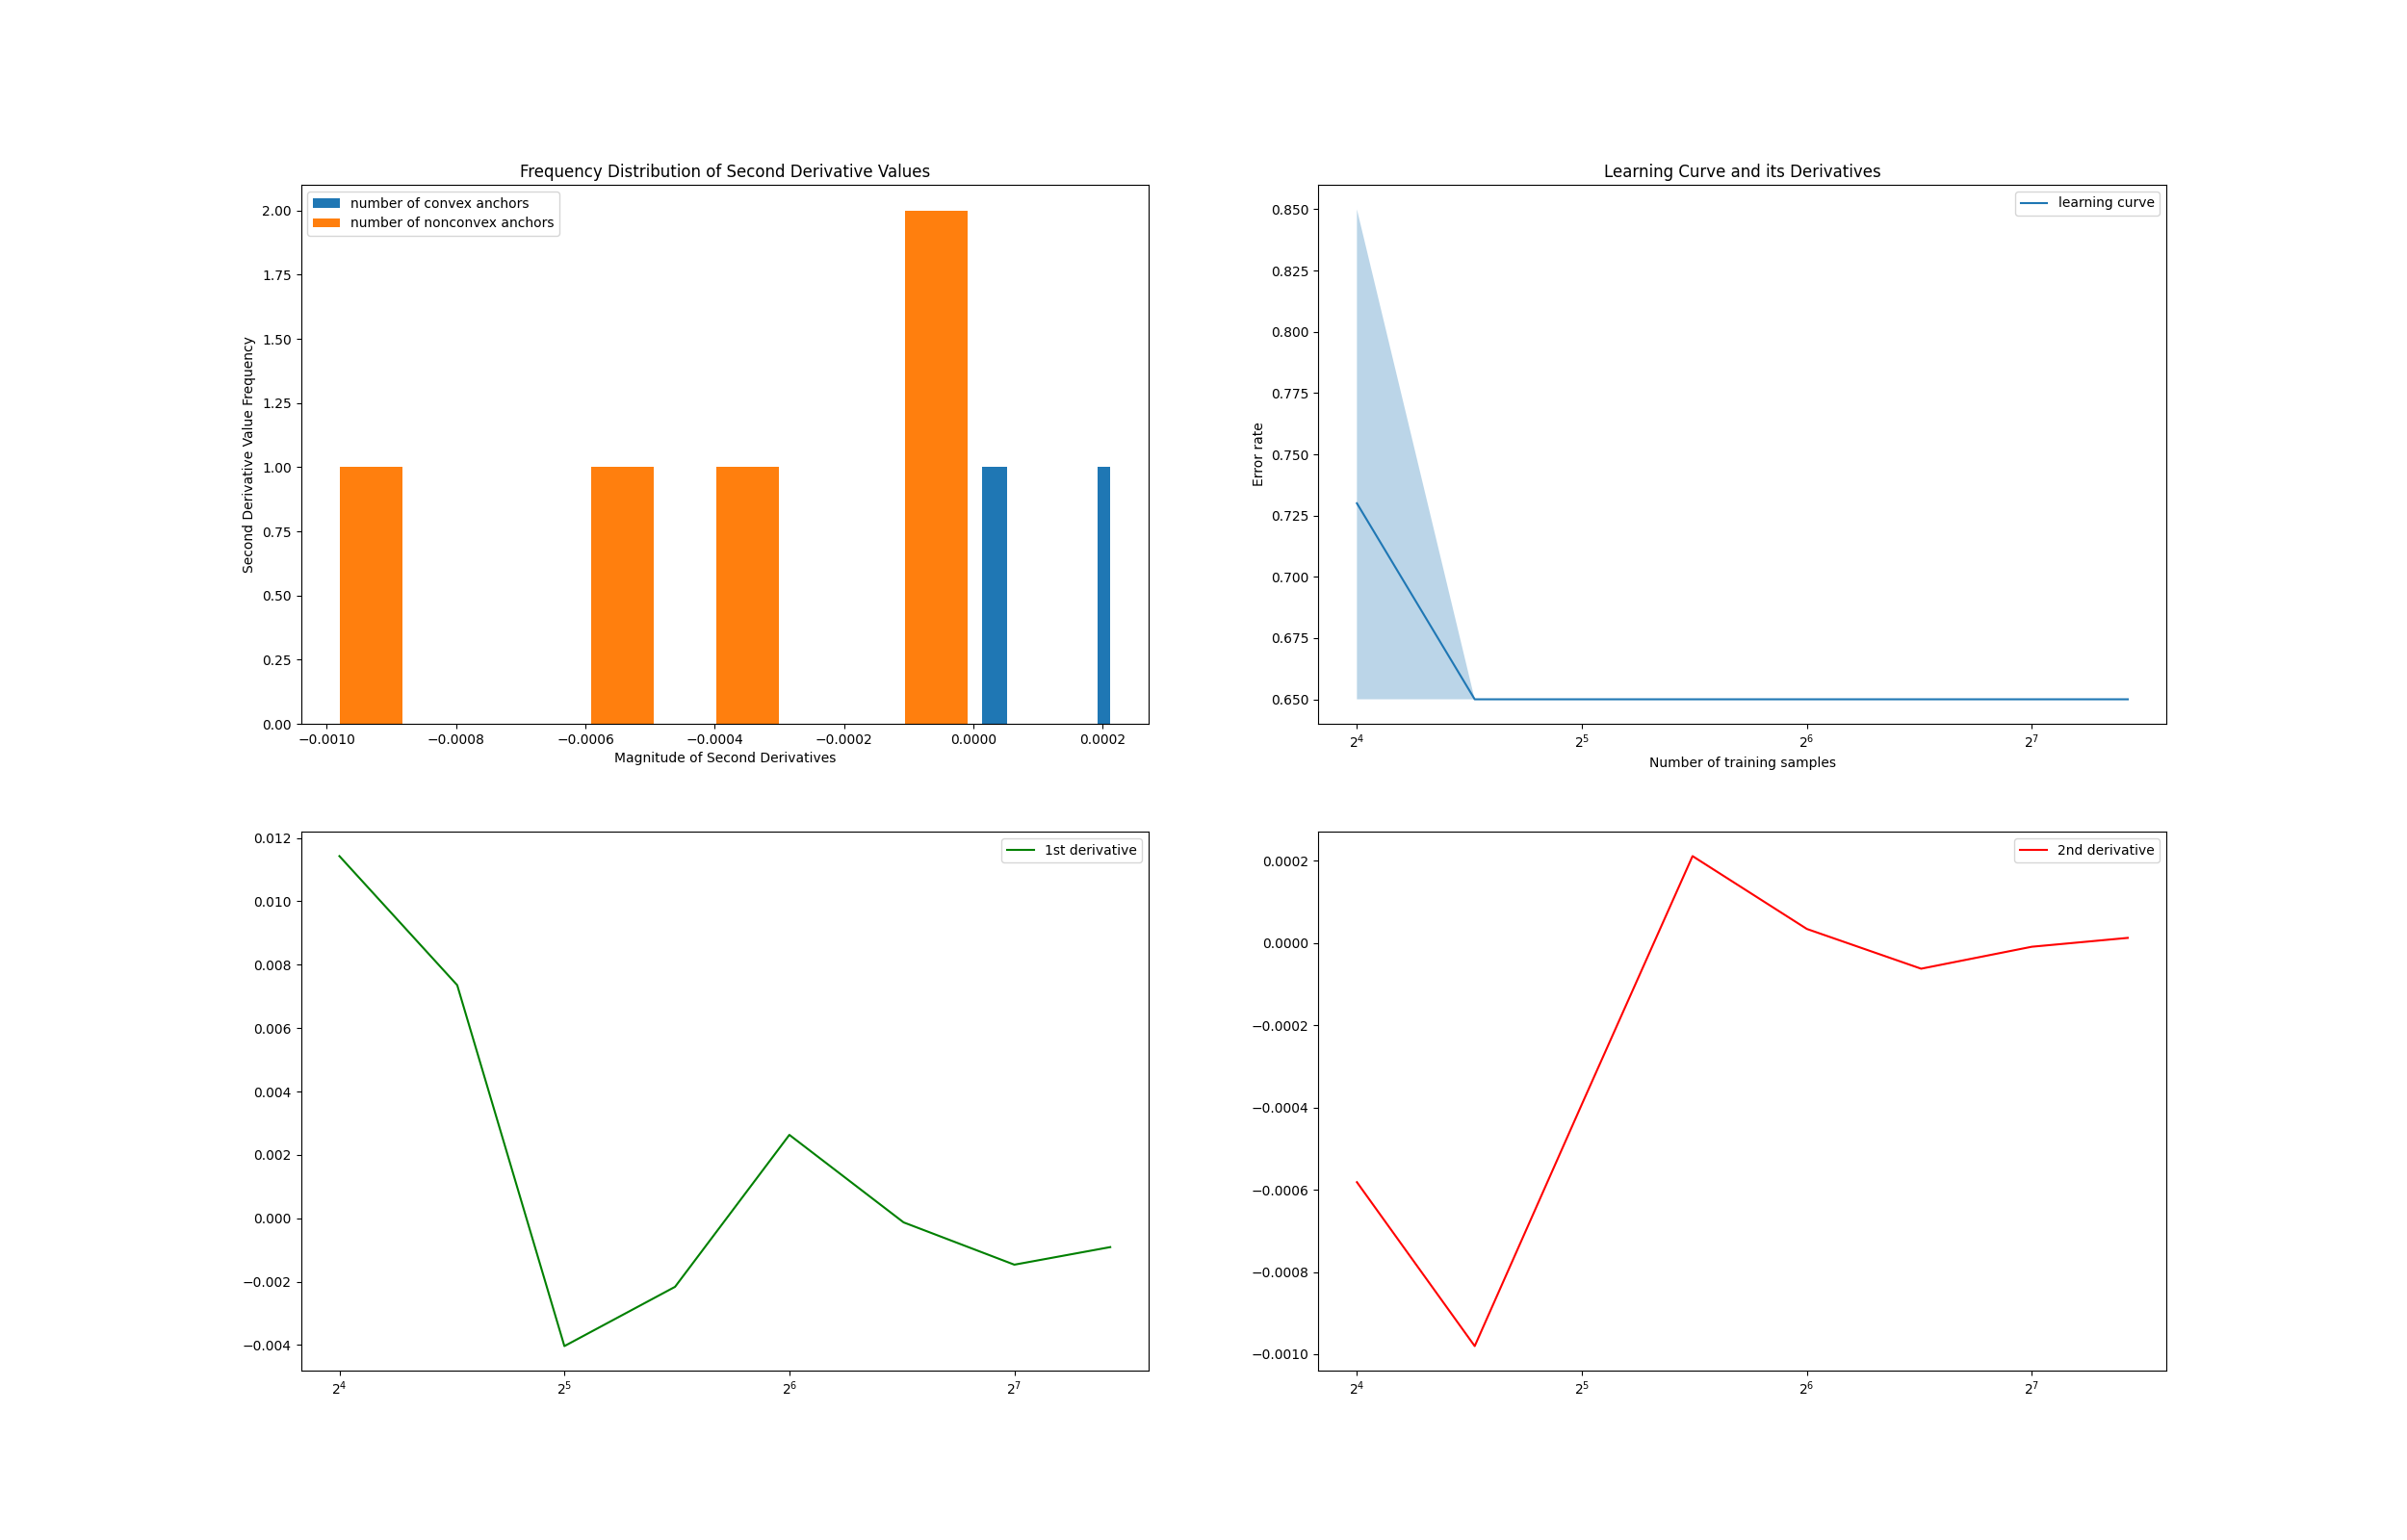 Frequency Distribution of Second Derivative Values
number of convex anchors
number of nonconvex anchors
2.00
1.75
1.50
1.25
1.00
0.75
0.50
0.25
0.00
Second Derivative Value Frequency
−0.0010 −0.0008 −0.0006 −0.0004 −0.0002 0.0000 0.0002
Magnitude of Second Derivatives
Learning Curve and its Derivatives
learning curve
0.850
0.825
0.800
0.775
0.750
0.725
0.700
0.675
0.650
Error rate
2⁴ 2⁵ 2⁶ 2⁷
Number of training samples
1st derivative
0.012
0.010
0.008
0.006
0.004
0.002
0.000
−0.002
−0.004
2⁴ 2⁵ 2⁶ 2⁷
2nd derivative
0.0002
0.0000
−0.0002
−0.0004
−0.0006
−0.0008
−0.0010
2⁴ 2⁵ 2⁶ 2⁷